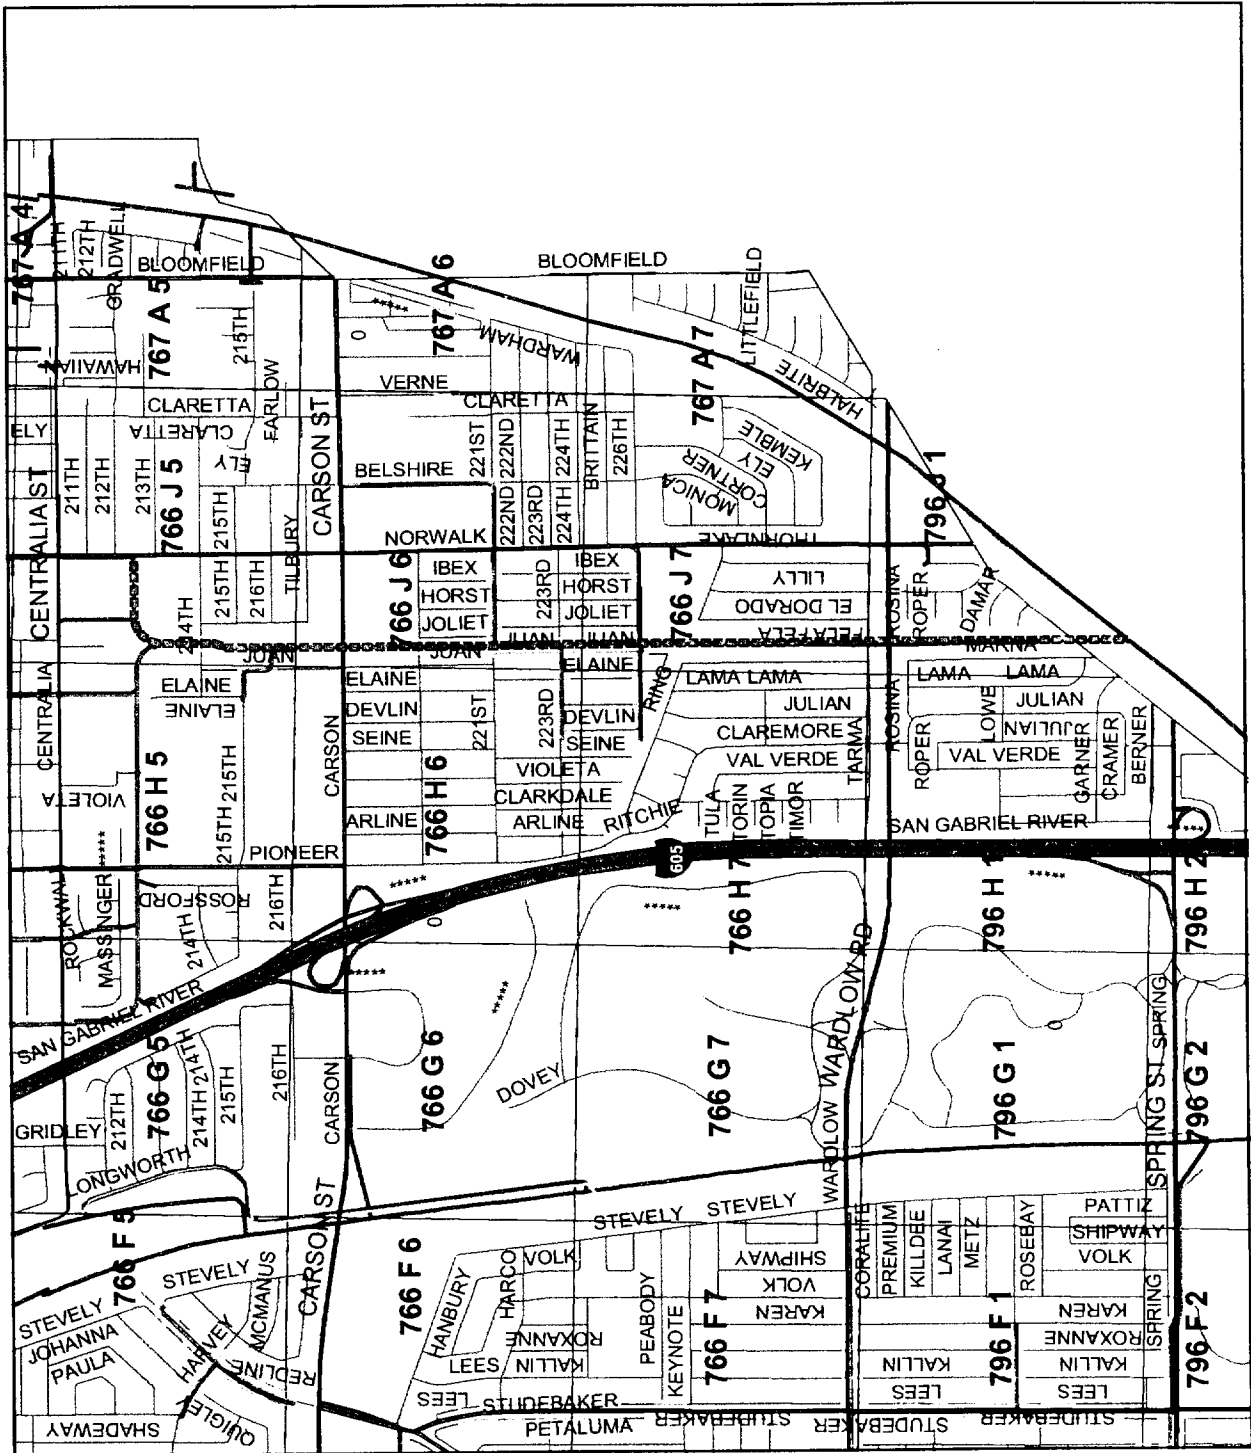 767 A 4
211TH
212TH
GRADWELL
BLOOMFIELD
BLOOMFIELD
767 A 5
767 A 6
*****
0
WARDHAM
767 A 7
LITTLEFIELD
HALBRITE
HAWAIIAN
215TH
FARLOW
VERNE
CLARETTA
CLARETTA
CLARETTA
ELY
ELY
CENTRALIA ST
211TH
212TH
213TH
766 J 5
215TH
215TH
216TH
TILBURY
CARSON ST
BELSHIRE
221ST
222ND
222ND
223RD
224TH
224TH
BRITTAIN
226TH
KEMBLE
ELY
CORTNER
MONICA
THORNLAKE
796 J 1
NORWALK
766 J 6
IBEX
HORST
JOLIET
223RD
IBEX
HORST
JOLIET
766 J 7
LILLY
EL DORADO
FELA FELA
ROSINA
ROPER
DAMAR
MARNA
214TH
JUAN
JUAN
JUAN
JUAN
CENTRALIA
ELAINE
ELAINE
ELAINE
DEVLIN
SEINE
221ST
223RD
ELAINE
DEVLIN
SEINE
RING
LAMA LAMA
JULIAN
CLAREMORE
VAL VERDE
TARMA
ROSINA
ROPER
LAMA
LAMA
LOWE
JULIAN
JULIAN
VAL VERDE
GARNER
CRAMER
BERNER
VIOLETA
*****
766 H 5
215TH
215TH
CARSON
766 H 6
VIOLETA
CLARKDALE
ARLINE
ARLINE
RITCHIE
TULA
TORIN
TOPIA
TIMOR
SAN GABRIEL RIVER
*****
PIONEER
605
766 H 7
796 H 1
*****
796 H 2
ROCKWALL
MASSINGER
7
ROSSFORD
214TH
216TH
*****
0
*****
*****
*****
SAN GABRIEL RIVER
766 G 5
214TH
214TH
215TH
216TH
766 G 6
DOVEY
766 G 7
WARDLOW
WARDLOW RD
0
796 G 1
SPRING
SPRING ST
796 G 2
GRIDLEY
212TH
LONGWORTH
CARSON
CARSON ST
766 F 5
STEVELY
STEVELY
STEVELY
STEVELY
JOHANNA
PAULA
SHADEWAY
HARVEY
QUIGLEY
MCMANUS
REDLINE
766 F 6
HANBURY
HARCO
VOLK
ROXANNE
KALLIN
LEES
LEES
STUDEBAKER
PETALUMA
PEABODY
KEYNOTE
766 F 7
SHIPWAY
VOLK
KAREN
STUDEBAKER
STUDEBAKER
STUDEBAKER
STUDEBAKER
STUDEBAKER
CORALITE
PREMIUM
KILLDEE
LANAI
METZ
ROSEBAY
PATTIZ
SHIPWAY
VOLK
KAREN
ROXANNE
KALLIN
LEES
KALLIN
LEES
796 F 1
SPRING
796 F 2